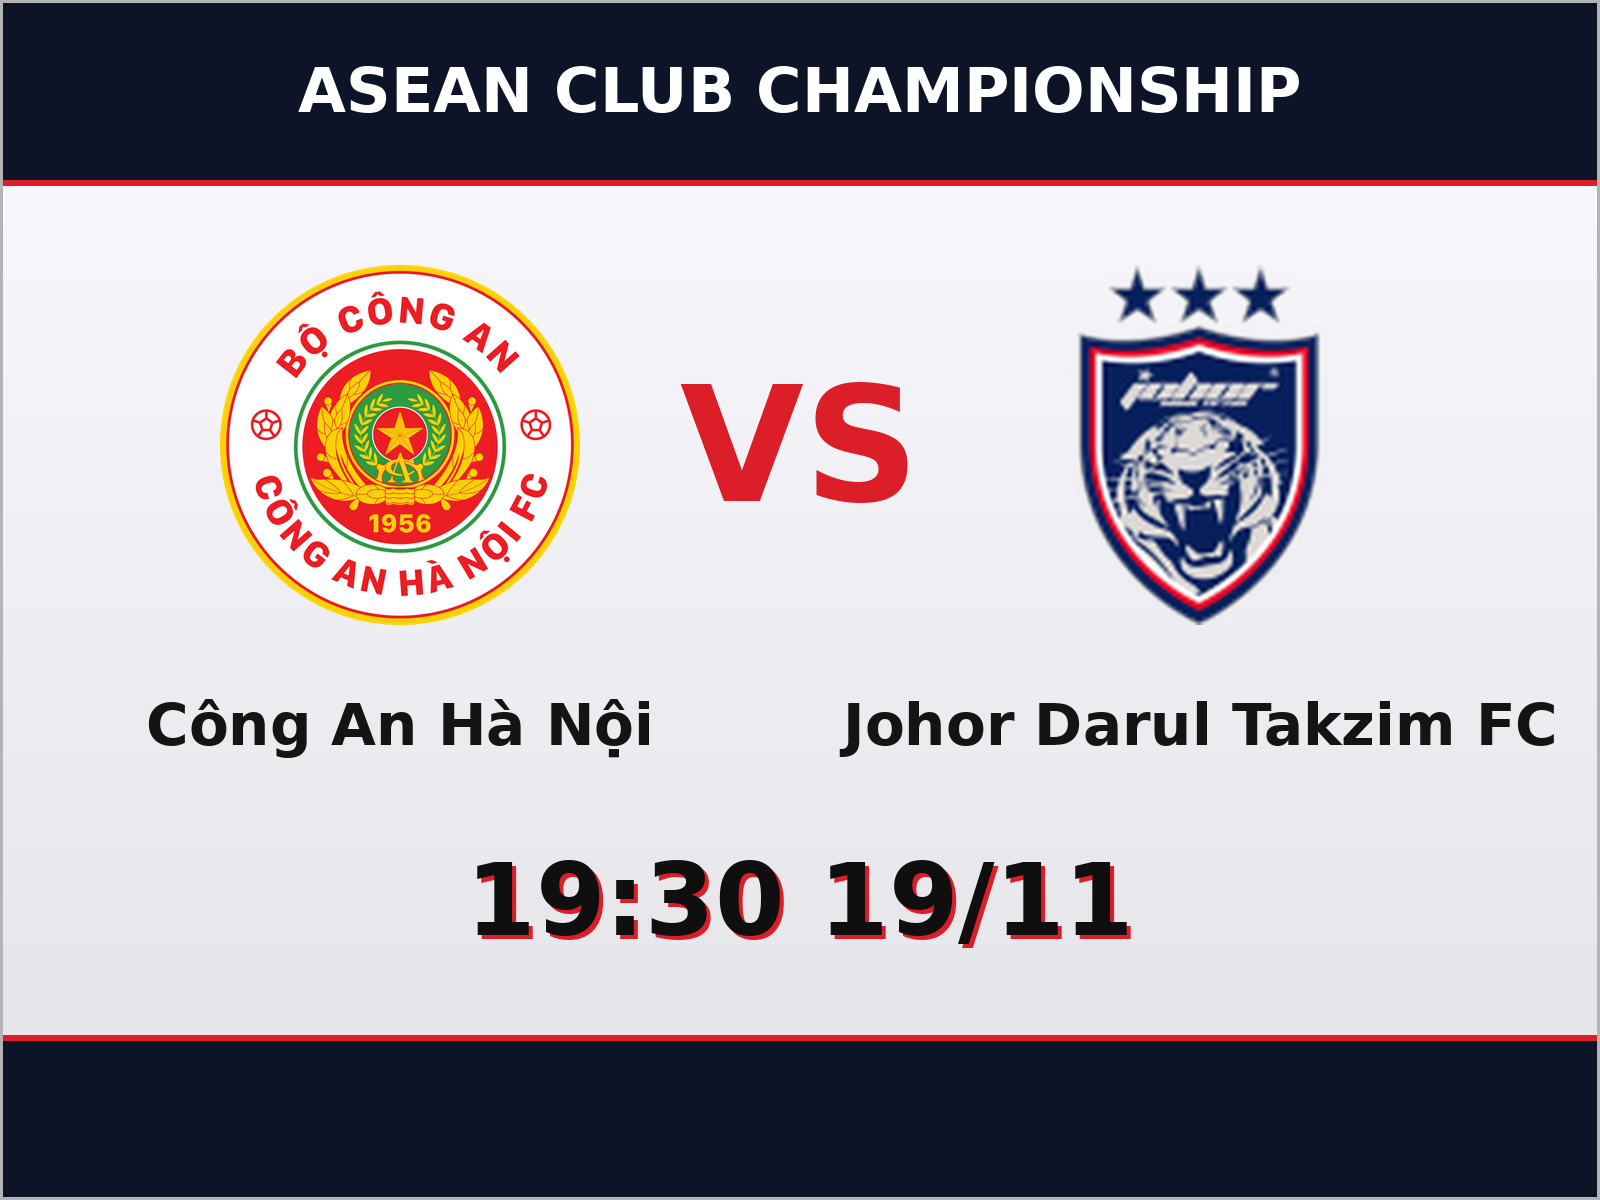 ASEAN CLUB CHAMPIONSHIP
BỘ CÔNG AN
1956
CÔNG AN HÀ NỘI FC
VS
johor
Công An Hà Nội
Johor Darul Takzim FC
19:30 19/11